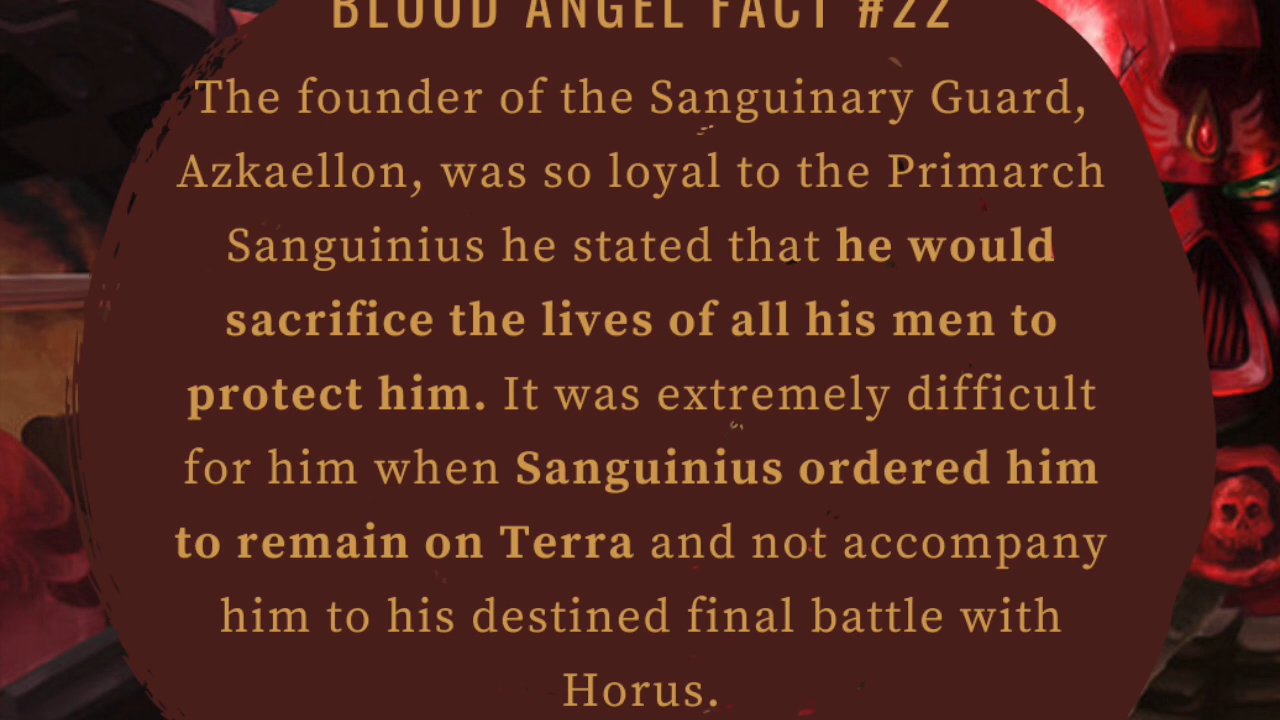 BLOOD ANGEL FACT #22
The founder of the Sanguinary Guard,
Azkaellon, was so loyal to the Primarch
Sanguinius he stated that he would
sacrifice the lives of all his men to
protect him. It was extremely difficult
for him when Sanguinius ordered him
to remain on Terra and not accompany
him to his destined final battle with
Horus.